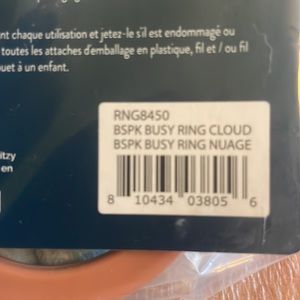 nt chaque utilisation et jetez-le s'il est endommagé ou
toutes les attaches d'emballage en plastique, fil et / ou fil
uet à un enfant.
RNG8450
BSPK BUSY RING CLOUD
BSPK BUSY RING NUAGE
8 10434 03805 6
itzy
en